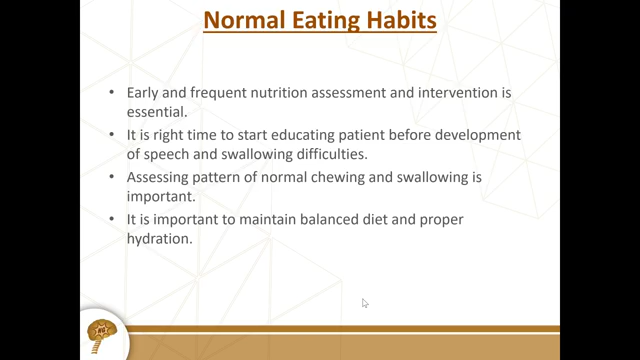 Normal Eating Habits
• Early and frequent nutrition assessment and intervention is
essential.
• It is right time to start educating patient before development
of speech and swallowing difficulties.
• Assessing pattern of normal chewing and swallowing is
important.
• It is important to maintain balanced diet and proper
hydration.